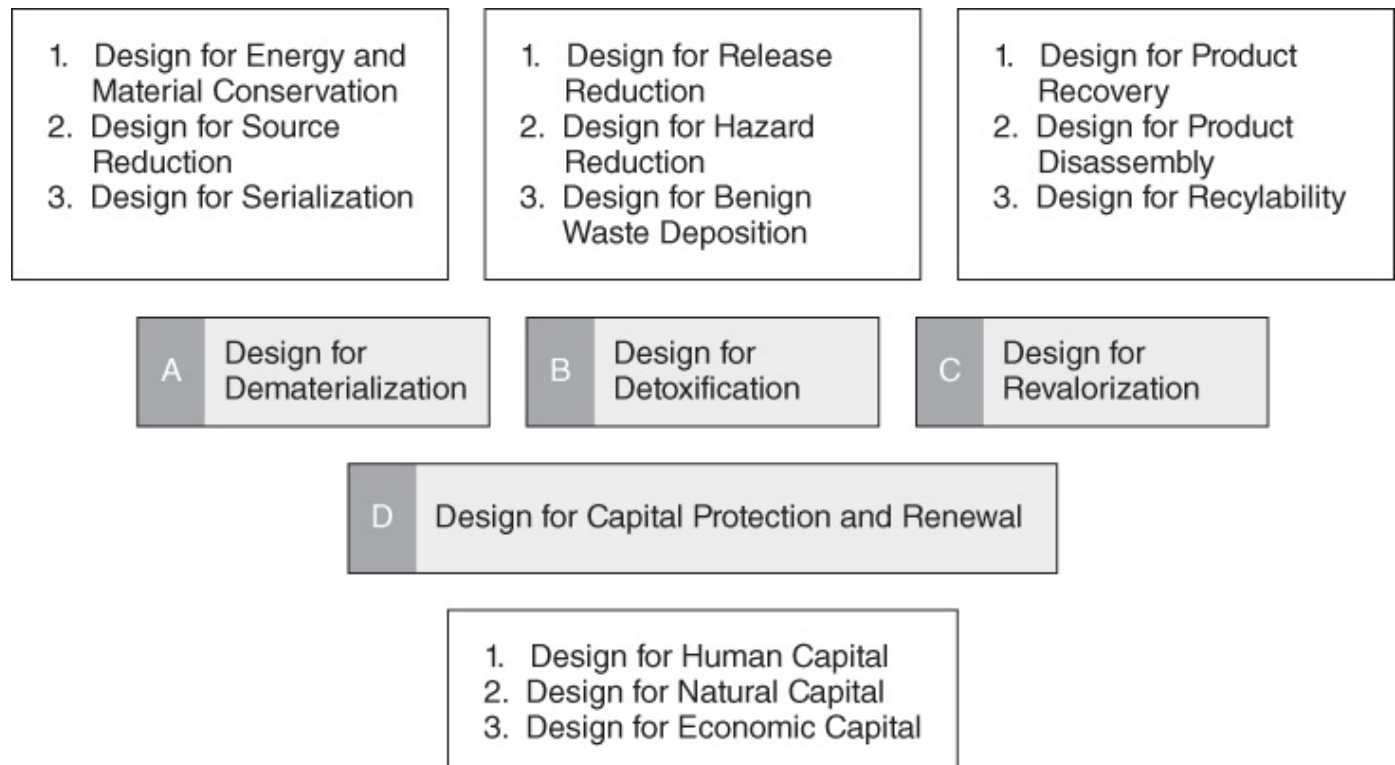 1. Design for Energy and
Material Conservation
2. Design for Source
Reduction
3. Design for Serialization
1. Design for Release
Reduction
2. Design for Hazard
Reduction
3. Design for Benign
Waste Deposition
1. Design for Product
Recovery
2. Design for Product
Disassembly
3. Design for Recylability
A
Design for
Dematerialization
B
Design for
Detoxification
C
Design for
Revalorization
D
Design for Capital Protection and Renewal
1. Design for Human Capital
2. Design for Natural Capital
3. Design for Economic Capital